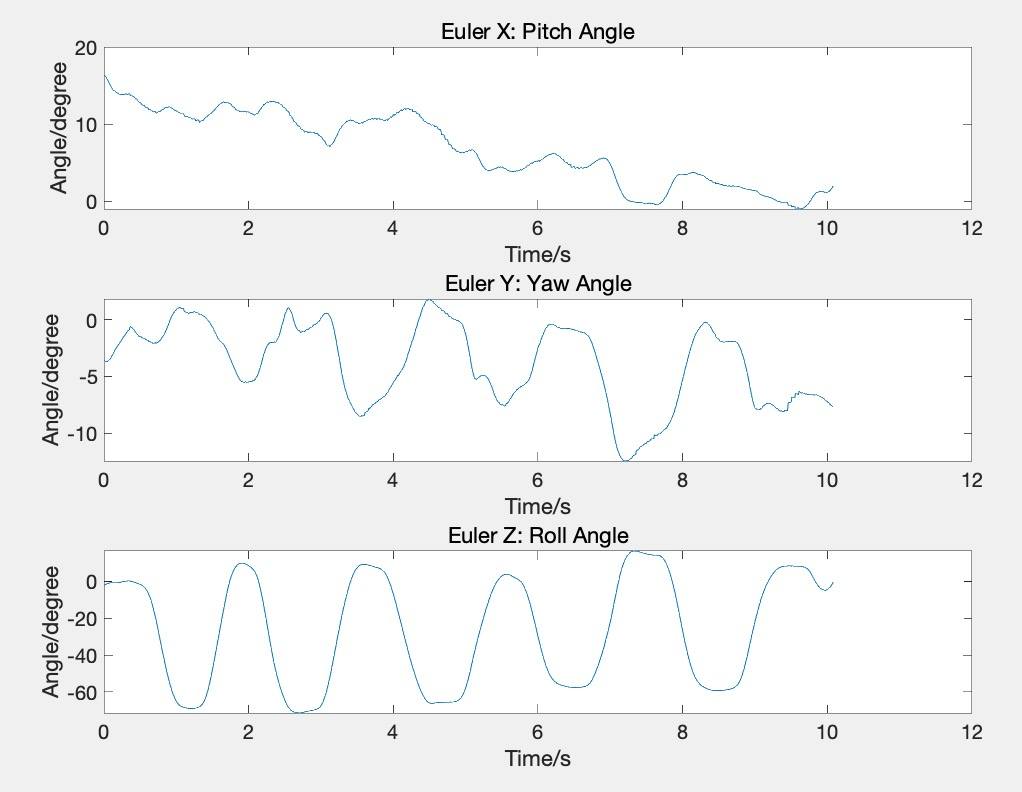 Euler X: Pitch Angle
20
10
0
Angle/degree
0 2 4 6 8 10 12
Time/s
Euler Y: Yaw Angle
0
-5
-10
Angle/degree
0 2 4 6 8 10 12
Time/s
Euler Z: Roll Angle
0
-20
-40
-60
Angle/degree
0 2 4 6 8 10 12
Time/s